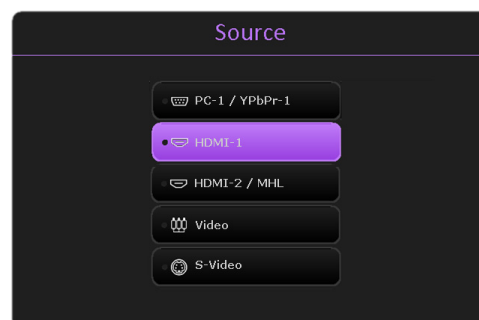 Source
PC-1 / YPbPr-1
HDMI-1
HDMI-2 / MHL
Video
S-Video